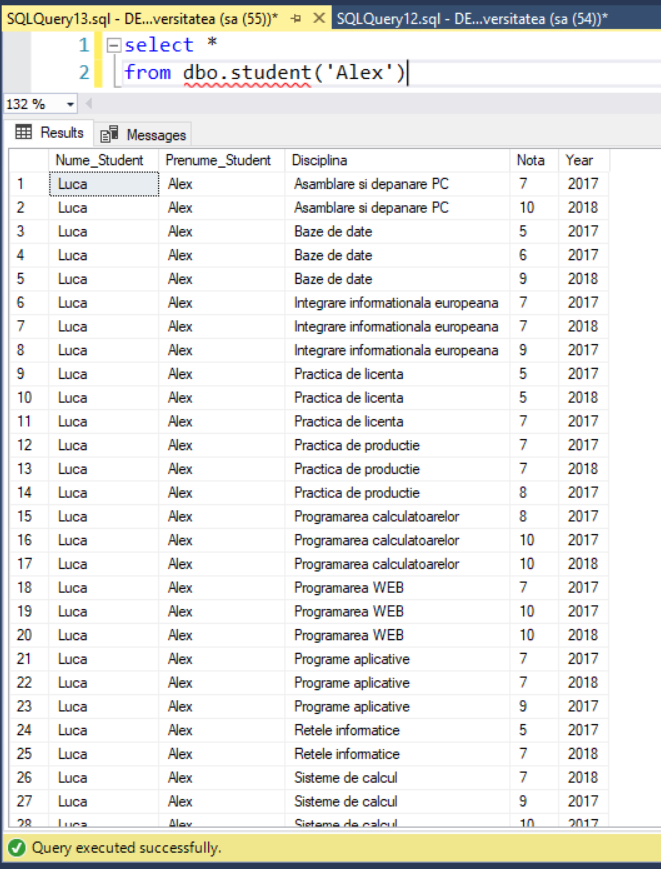 SQLQuery13.sql - DE...versitatea (sa (55))* SQLQuery12.sql - DE...versitatea (sa (54))*
1 select *
2 from dbo.student('Alex')
132 %
Results Messages
Nume_Student Prenume_Student Disciplina Nota Year
1 Luca Alex Asamblare si depanare PC 7 2017
2 Luca Alex Asamblare si depanare PC 10 2018
3 Luca Alex Baze de date 5 2017
4 Luca Alex Baze de date 6 2017
5 Luca Alex Baze de date 9 2018
6 Luca Alex Integrare informationala europeana 7 2017
7 Luca Alex Integrare informationala europeana 7 2018
8 Luca Alex Integrare informationala europeana 9 2017
9 Luca Alex Practica de licenta 5 2017
10 Luca Alex Practica de licenta 5 2018
11 Luca Alex Practica de licenta 7 2017
12 Luca Alex Practica de productie 7 2017
13 Luca Alex Practica de productie 7 2018
14 Luca Alex Practica de productie 8 2017
15 Luca Alex Programarea calculatoarelor 8 2017
16 Luca Alex Programarea calculatoarelor 10 2017
17 Luca Alex Programarea calculatoarelor 10 2018
18 Luca Alex Programarea WEB 7 2017
19 Luca Alex Programarea WEB 10 2017
20 Luca Alex Programarea WEB 10 2018
21 Luca Alex Programe aplicative 7 2017
22 Luca Alex Programe aplicative 7 2018
23 Luca Alex Programe aplicative 9 2017
24 Luca Alex Retele informatice 5 2017
25 Luca Alex Retele informatice 7 2018
26 Luca Alex Sisteme de calcul 7 2018
27 Luca Alex Sisteme de calcul 9 2017
28 Luca Alex Sisteme de calcul 10 2017
Query executed successfully.